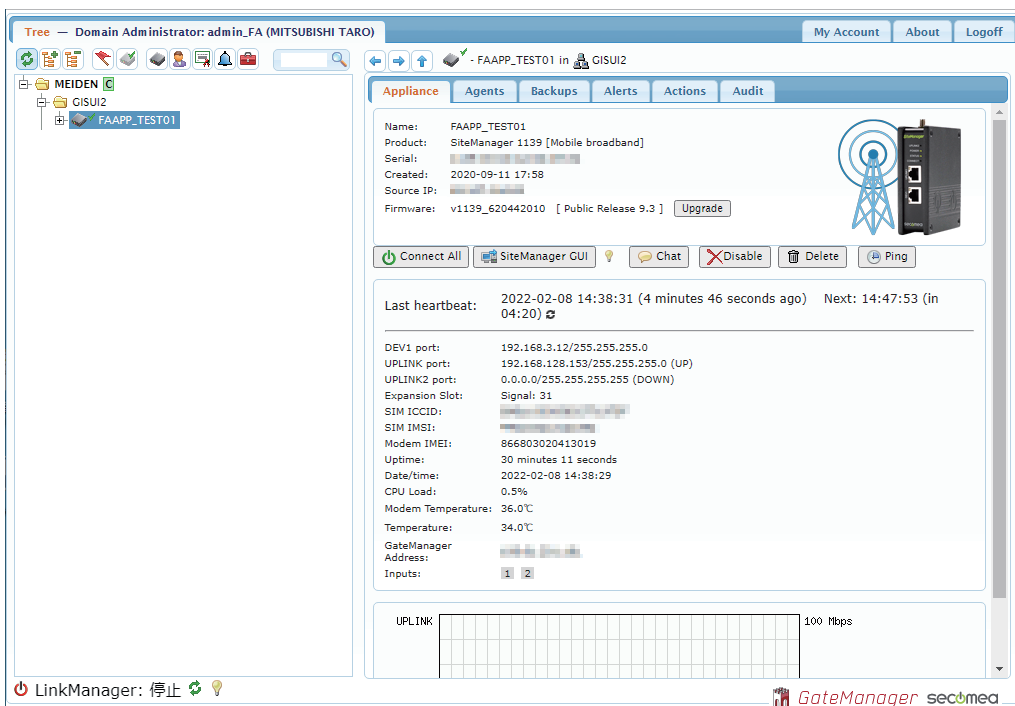 Tree — Domain Administrator: admin_FA (MITSUBISHI TARO)
My Account About Logoff
- FAAPP_TEST01 in GISUI2
MEIDEN C
GISUI2
FAAPP_TEST01
Appliance Agents Backups Alerts Actions Audit
Name: FAAPP_TEST01
Product: SiteManager 1139 [Mobile broadband]
Serial:
Created: 2020-09-11 17:58
Source IP:
Firmware: v1139_620442010 [ Public Release 9.3 ] Upgrade
Connect All SiteManager GUI Chat Disable Delete Ping
Last heartbeat: 2022-02-08 14:38:31 (4 minutes 46 seconds ago) Next: 14:47:53 (in
04:20)
DEV1 port: 192.168.3.12/255.255.255.0
UPLINK port: 192.168.128.153/255.255.255.0 (UP)
UPLINK2 port: 0.0.0.0/255.255.255.255 (DOWN)
Expansion Slot: Signal: 31
SIM ICCID:
SIM IMSI:
Modem IMEI: 866803020413019
Uptime: 30 minutes 11 seconds
Date/time: 2022-02-08 14:38:29
CPU Load: 0.5%
Modem Temperature: 36.0℃
Temperature: 34.0℃
GateManager
Address:
Inputs: 1 2
UPLINK 100 Mbps
LinkManager: 停止
GateManager secomea